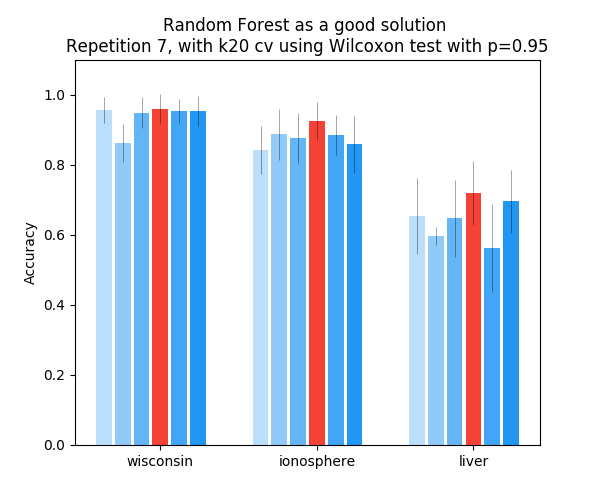 Random Forest as a good solution
Repetition 7, with k20 cv using Wilcoxon test with p=0.95
1.0
0.8
0.6
0.4
0.2
0.0
Accuracy
wisconsin
ionosphere
liver